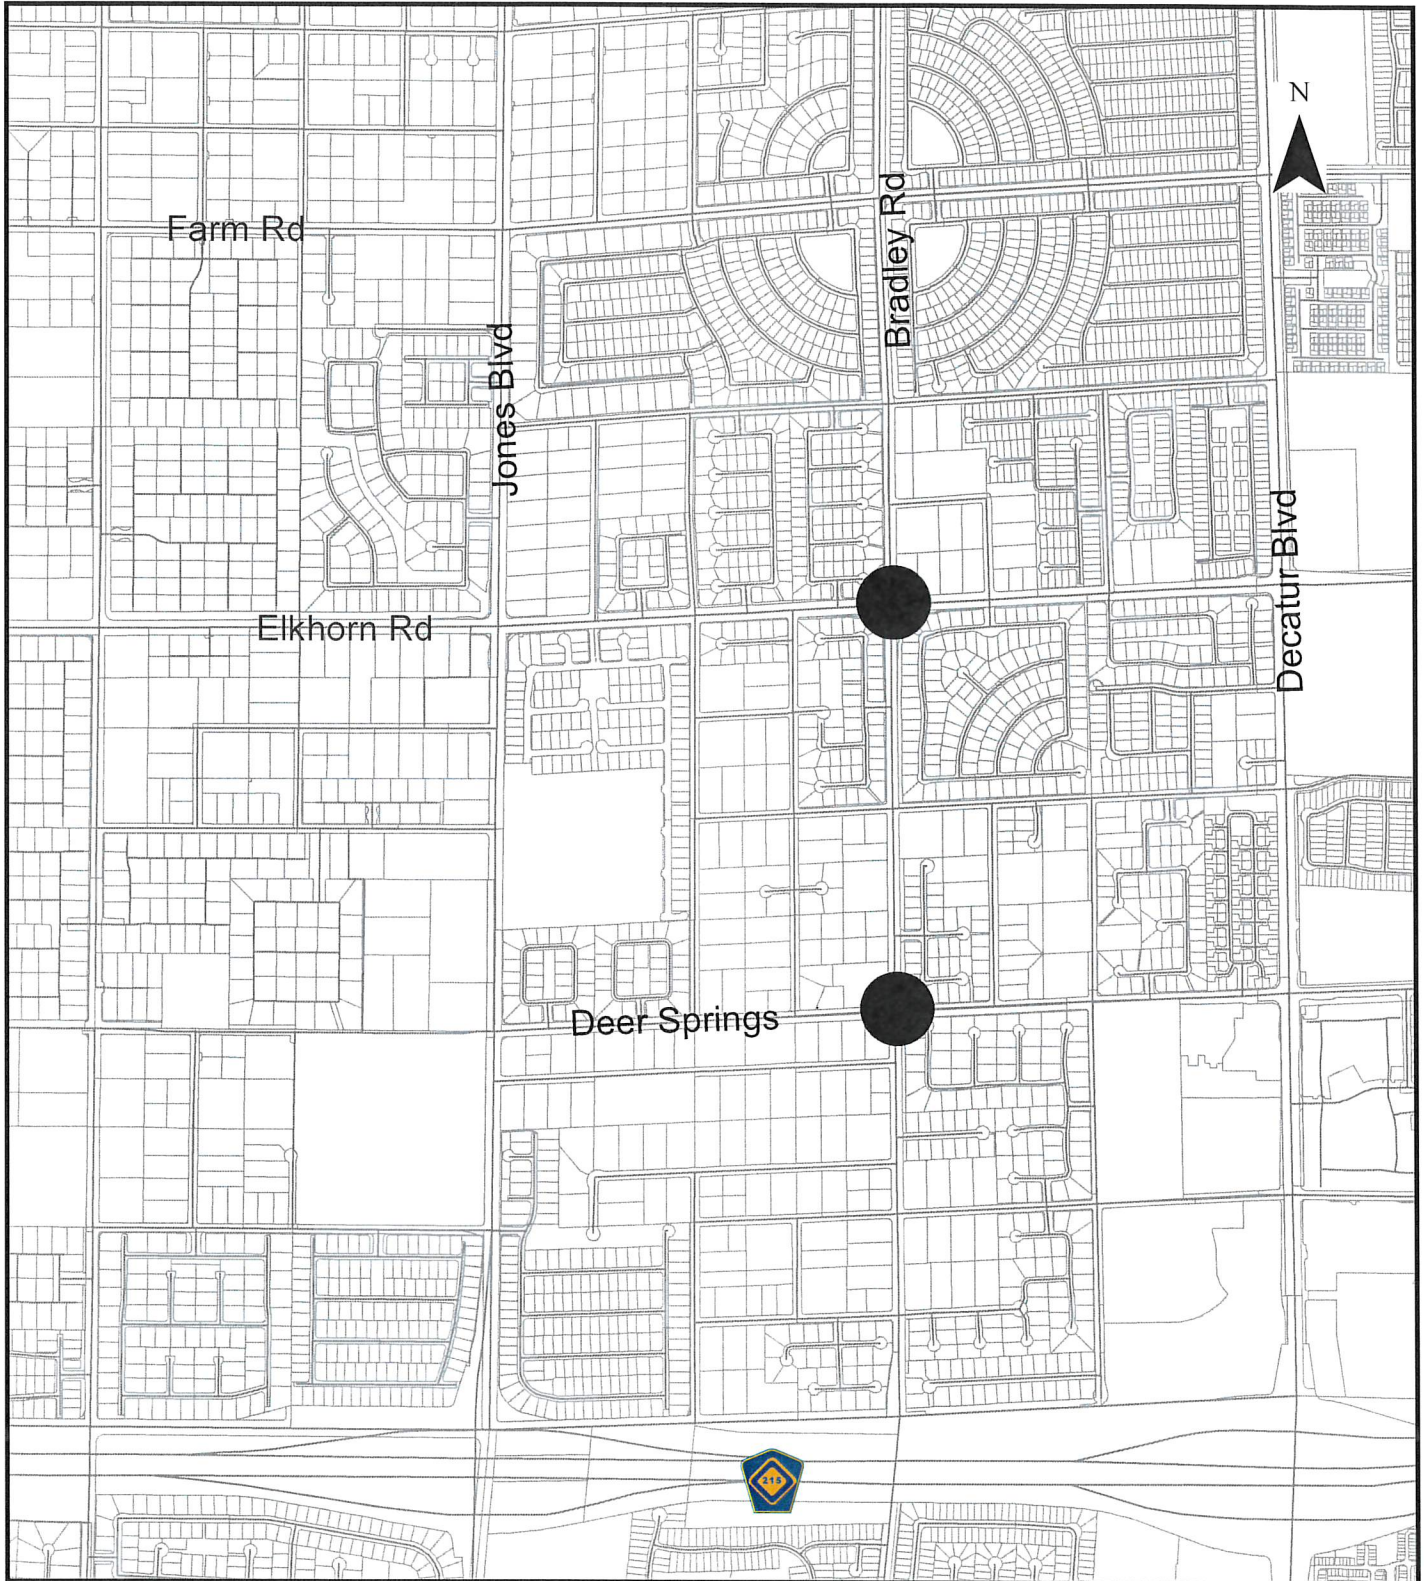 N
Farm Rd
Bradley Rd
Jones Blvd
Decatur Blvd
Elkhorn Rd
Deer Springs
215